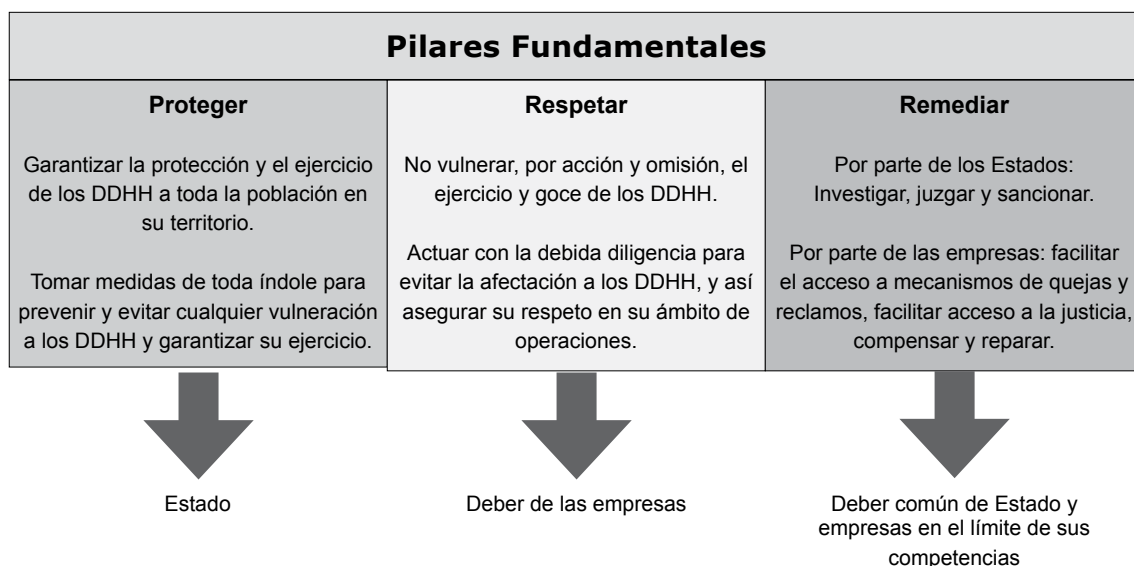 Pilares Fundamentales
Proteger
Garantizar la protección y el ejercicio
de los DDHH a toda la población en
su territorio.
Tomar medidas de toda índole para
prevenir y evitar cualquier vulneración
a los DDHH y garantizar su ejercicio.
Respetar
No vulnerar, por acción y omisión, el
ejercicio y goce de los DDHH.
Actuar con la debida diligencia para
evitar la afectación a los DDHH, y así
asegurar su respeto en su ámbito de
operaciones.
Remediar
Por parte de los Estados:
Investigar, juzgar y sancionar.
Por parte de las empresas: facilitar
el acceso a mecanismos de quejas y
reclamos, facilitar acceso a la justicia,
compensar y reparar.
Estado
Deber de las empresas
Deber común de Estado y
empresas en el límite de sus
competencias